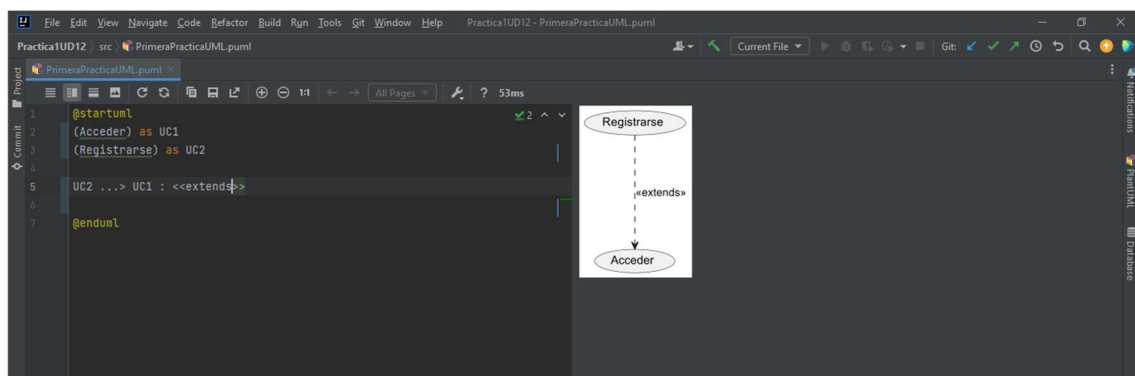 File Edit View Navigate Code Refactor Build Run Tools Git Window Help Practica1UD12 - PrimeraPracticaUML.puml
Practica1UD12 src PrimeraPracticaUML.puml Current File Git:
PrimeraPracticaUML.puml
1:1 All Pages ? 53ms
1 @startuml 2
2 (Acceder) as UC1
3 (Registrarse) as UC2
4
5 UC2 ...> UC1 : <<extends>>
6
7 @enduml
Registrarse
«extends»
Acceder
Project
Commit
Notifications
PlantUML
Database